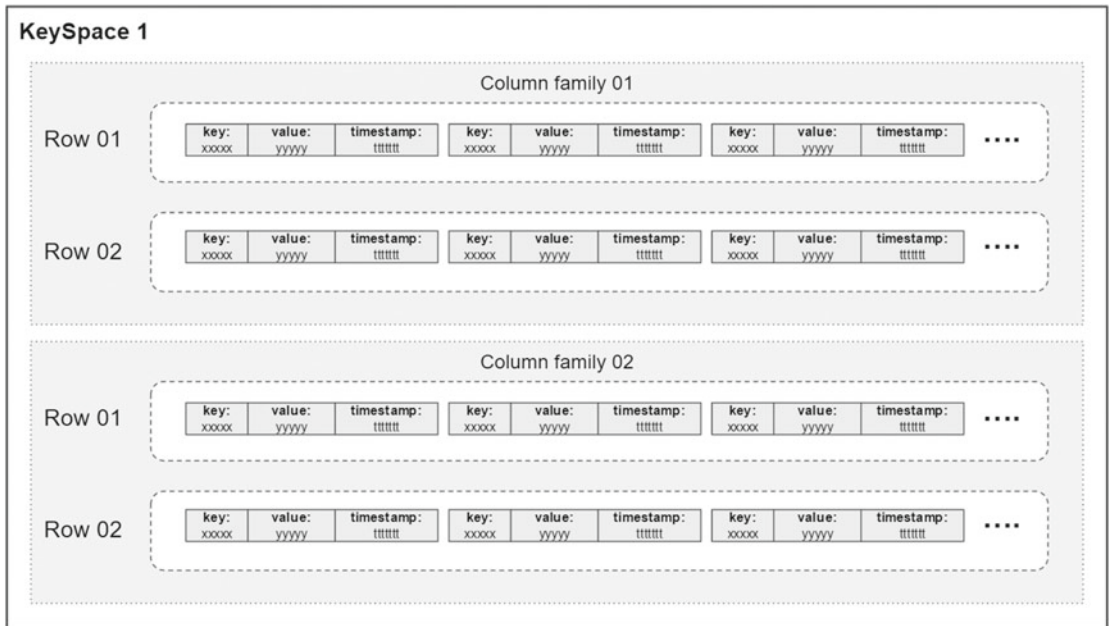 KeySpace 1
Column family 01
Row 01
key: value: timestamp: key: value: timestamp: key: value: timestamp: ....
xxxxx yyyyy ttttttt xxxxx yyyyy ttttttt xxxxx yyyyy ttttttt
Row 02
key: value: timestamp: key: value: timestamp: key: value: timestamp: ....
xxxxx yyyyy ttttttt xxxxx yyyyy ttttttt xxxxx yyyyy ttttttt
Column family 02
Row 01
key: value: timestamp: key: value: timestamp: key: value: timestamp: ....
xxxxx yyyyy ttttttt xxxxx yyyyy ttttttt xxxxx yyyyy ttttttt
Row 02
key: value: timestamp: key: value: timestamp: key: value: timestamp: ....
xxxxx yyyyy ttttttt xxxxx yyyyy ttttttt xxxxx yyyyy ttttttt